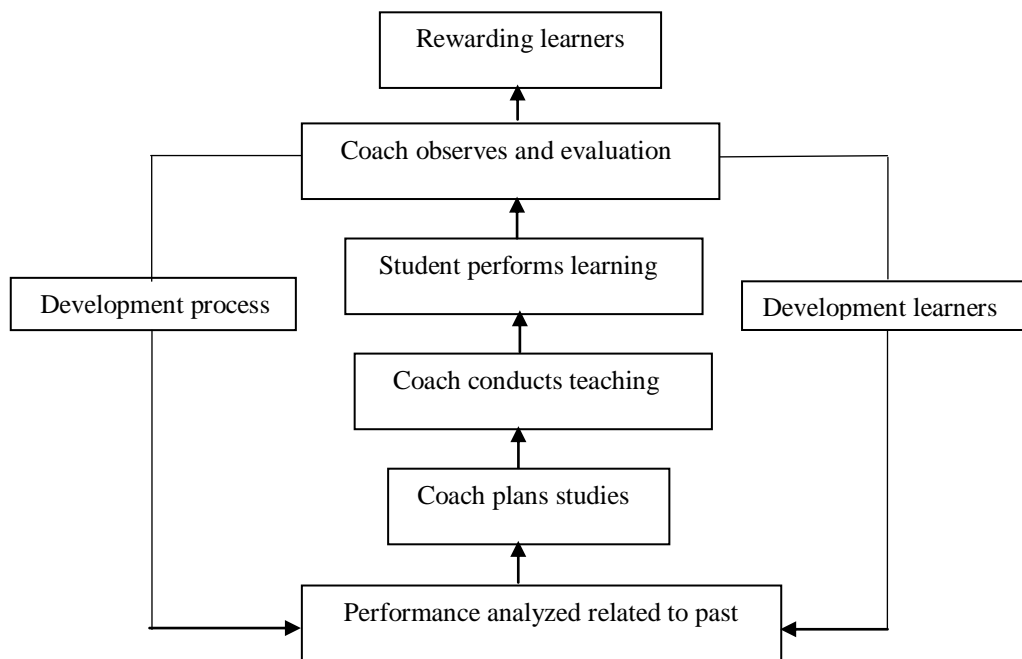 Rewarding learners
Coach observes and evaluation
Student performs learning
Development process
Development learners
Coach conducts teaching
Coach plans studies
Performance analyzed related to past